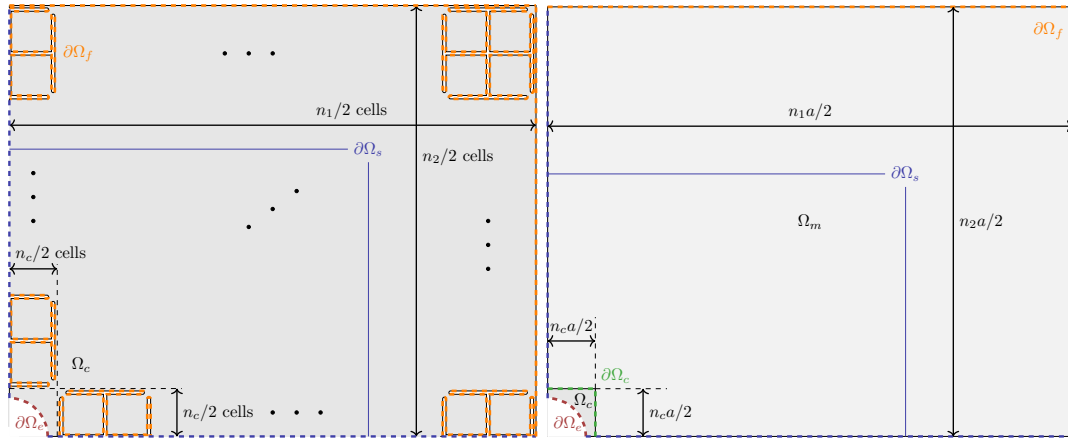 ∂Ω_f
n_1/2 cells
∂Ω_s
n_2/2 cells
n_c/2 cells
Ω_c
n_c/2 cells
∂Ω_e
∂Ω_f
n_1a/2
∂Ω_s
Ω_m
n_2a/2
n_ca/2
∂Ω_c
Ω_c
n_ca/2
∂Ω_e